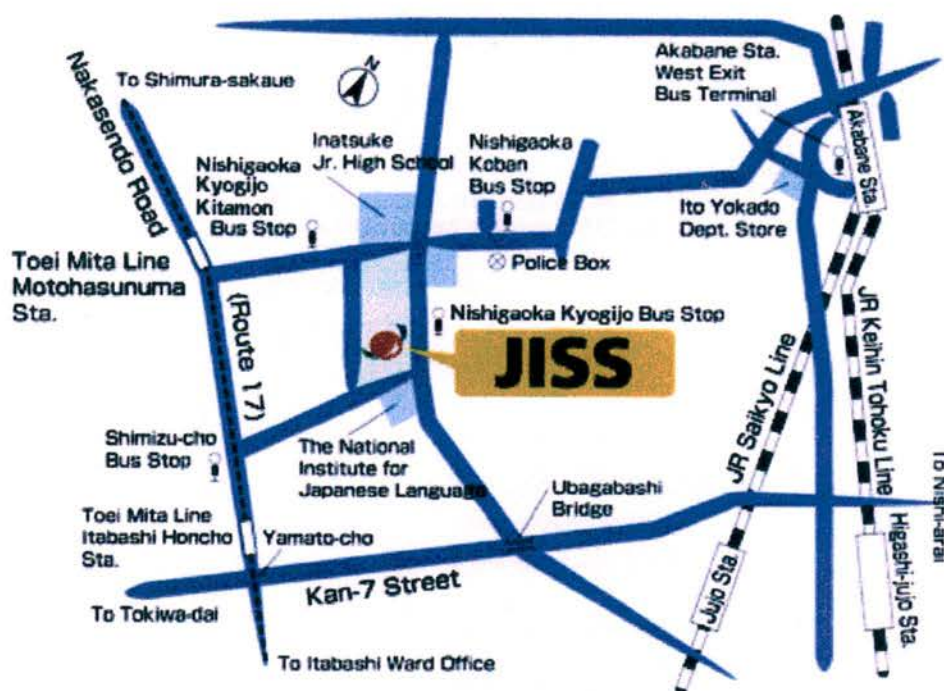 Akabane Sta.
West Exit
Bus Terminal
To Shimura-sakaue
N
Nakasendo Road
Inatsuke
Jr. High School
Nishigaoka
Koban
Bus Stop
Akabane Sta.
Nishigaoka
Kyogijo
Kitamon
Bus Stop
Ito Yokado
Dept. Store
Toei Mita Line
Motohasunuma
Sta.
Police Box
(Route 17)
Nishigaoka Kyogijo Bus Stop
JISS
JR Saikyo Line
JR Keihin Tohoku Line
Shimizu-cho
Bus Stop
The National
Institute for
Japanese Language
Ubagabashi
Bridge
To Nishi-arai
Toei Mita Line
Itabashi Honcho
Sta.
Yamato-cho
Kan-7 Street
Jujo Sta.
Higashi-jujo Sta.
To Tokiwa-dai
To Itabashi Ward Office